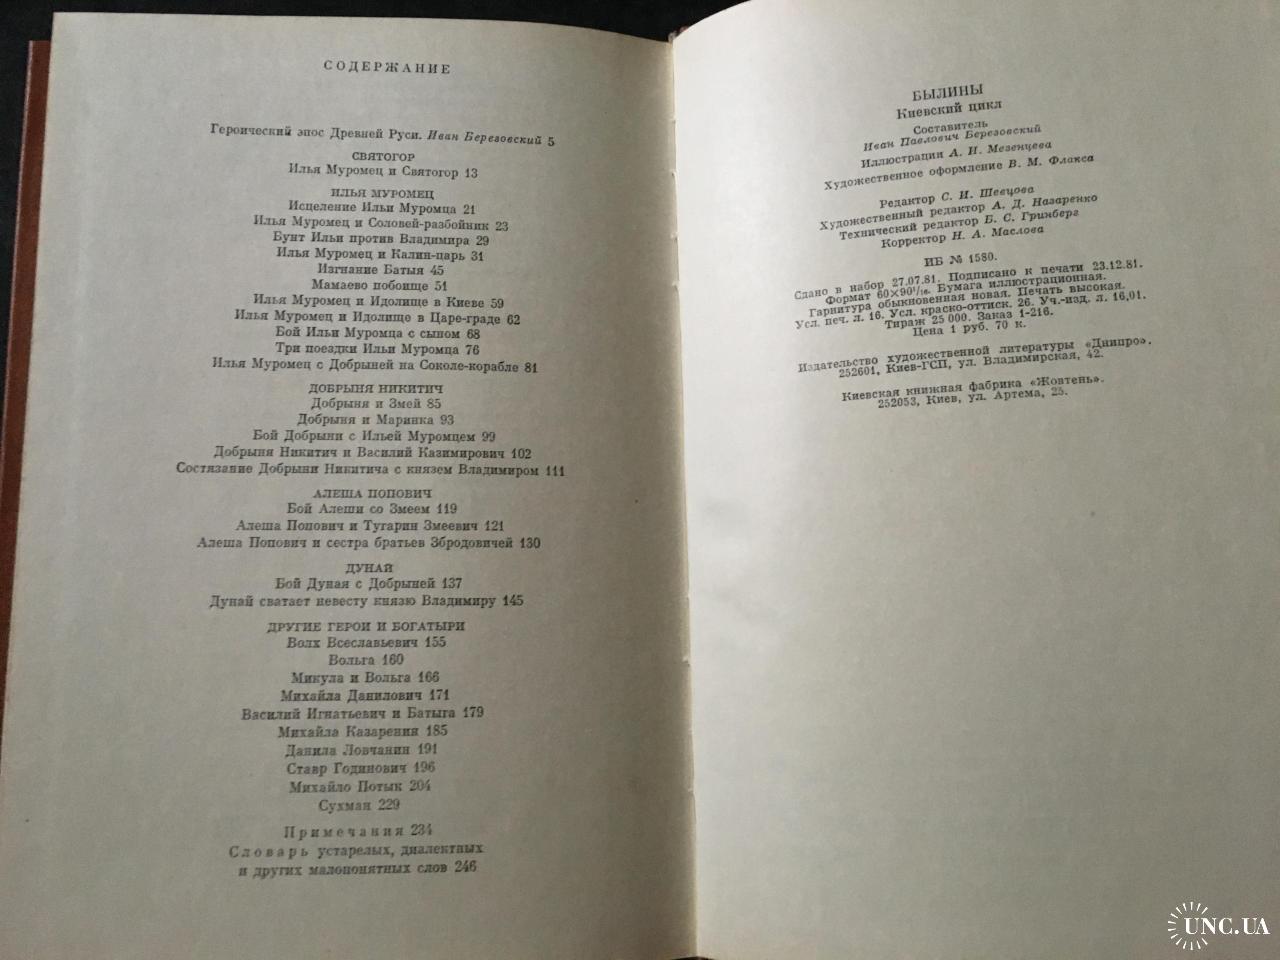 СОДЕРЖАНИЕ
Героический эпос Древней Руси. Иван Березовский 5
СВЯТОГОР
Илья Муромец и Святогор 13
ИЛЬЯ МУРОМЕЦ
Исцеление Ильи Муромца 21
Илья Муромец и Соловей-разбойник 23
Бунт Ильи против Владимира 29
Илья Муромец и Калин-царь 31
Изгнание Батыя 45
Мамаево побоище 51
Илья Муромец и Идолище в Киеве 59
Илья Муромец и Идолище в Царе-граде 62
Бой Ильи Муромца с сыном 68
Три поездки Ильи Муромца 76
Илья Муромец с Добрыней на Соколе-корабле 81
ДОБРЫНЯ НИКИТИЧ
Добрыня и Змей 85
Добрыня и Маринка 93
Бой Добрыни с Ильей Муромцем 99
Добрыня Никитич и Василий Казимирович 102
Состязание Добрыни Никитича с князем Владимиром 111
АЛЕША ПОПОВИЧ
Бой Алеши со Змеем 119
Алеша Попович и Тугарин Змеевич 121
Алеша Попович и сестра братьев Збродовичей 130
ДУНАЙ
Бой Дуная с Добрыней 137
Дунай сватает невесту князю Владимиру 145
ДРУГИЕ ГЕРОИ И БОГАТЫРИ
Волх Всеславьевич 155
Вольга 160
Микула и Вольга 166
Михайла Данилович 171
Василий Игнатьевич и Батыга 179
Михайла Казарения 185
Данила Ловчанин 191
Ставр Годинович 196
Михайло Потык 204
Сухман 229
Примечания 234
Словарь устарелых, диалектных
и других малопонятных слов 246
БЫЛИНЫ
Киевский цикл
Составитель
Иван Павлович Березовский
Иллюстрации А. И. Мезенцева
Художественное оформление В. М. Флакса
Редактор С. И. Шевцова
Художественный редактор А. Д. Назаренко
Технический редактор Б. С. Гринберг
Корректор Н. А. Маслова
ИБ № 1580.
Сдано в набор 27.07.81. Подписано к печати 23.12.81.
Формат 60×90¹/₁₆. Бумага иллюстрационная.
Гарнитура обыкновенная новая. Печать высокая.
Усл. печ. л. 16. Усл. краско-оттиск. 26. Уч.-изд. л. 16,01.
Тираж 25 000. Заказ 1-216.
Цена 1 руб. 70 к.
Издательство художественной литературы «Днипро».
252601, Киев-ГСП, ул. Владимирская, 42.
Киевская книжная фабрика «Жовтень».
252053, Киев, ул. Артема, 25.
UNC.UA